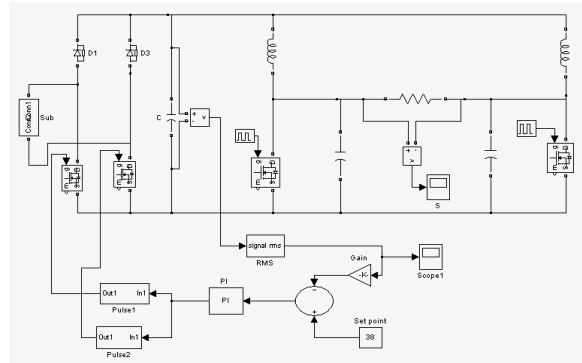 D1
D3
Conn1
Sub
C
+
-
v
g
D
m
S
g
D
m
S
g
D
m
S
+ -
v
S
g
D
m
S
signal rms
RMS
Gain
-K-
Scope1
PI
PI
−
+
Set point
38
Out1 In1
Pulse1
Out1 In1
Pulse2